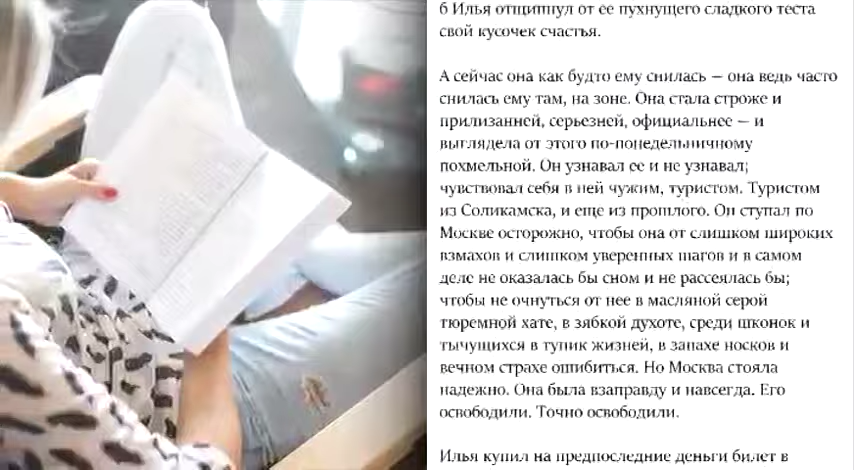 б Илья отщипнул от ее пухнущего сладкого теста
свой кусочек счастья.
А сейчас она как будто ему снилась — она ведь часто
снилась ему там, на зоне. Она стала строже и
прилизанней, серьезней, официальнее — и
выглядела от этого по-понедельничному
похмельной. Он узнавал ее и не узнавал;
чувствовал себя в ней чужим, туристом. Туристом
из Соликамска, и еще из прошлого. Он ступал по
Москве осторожно, чтобы она от слишком широких
взмахов и слишком уверенных шагов и в самом
деле не оказалась бы сном и не рассеялась бы;
чтобы не очнуться от нее в масляной серой
тюремной хате, в зябкой духоте, среди шконок и
тычущихся в тупик жизней, в запахе носков и
вечном страхе ошибиться. Но Москва стояла
надежно. Она была взаправду и навсегда. Его
освободили. Точно освободили.
Илья купил на предпоследние деньги билет в